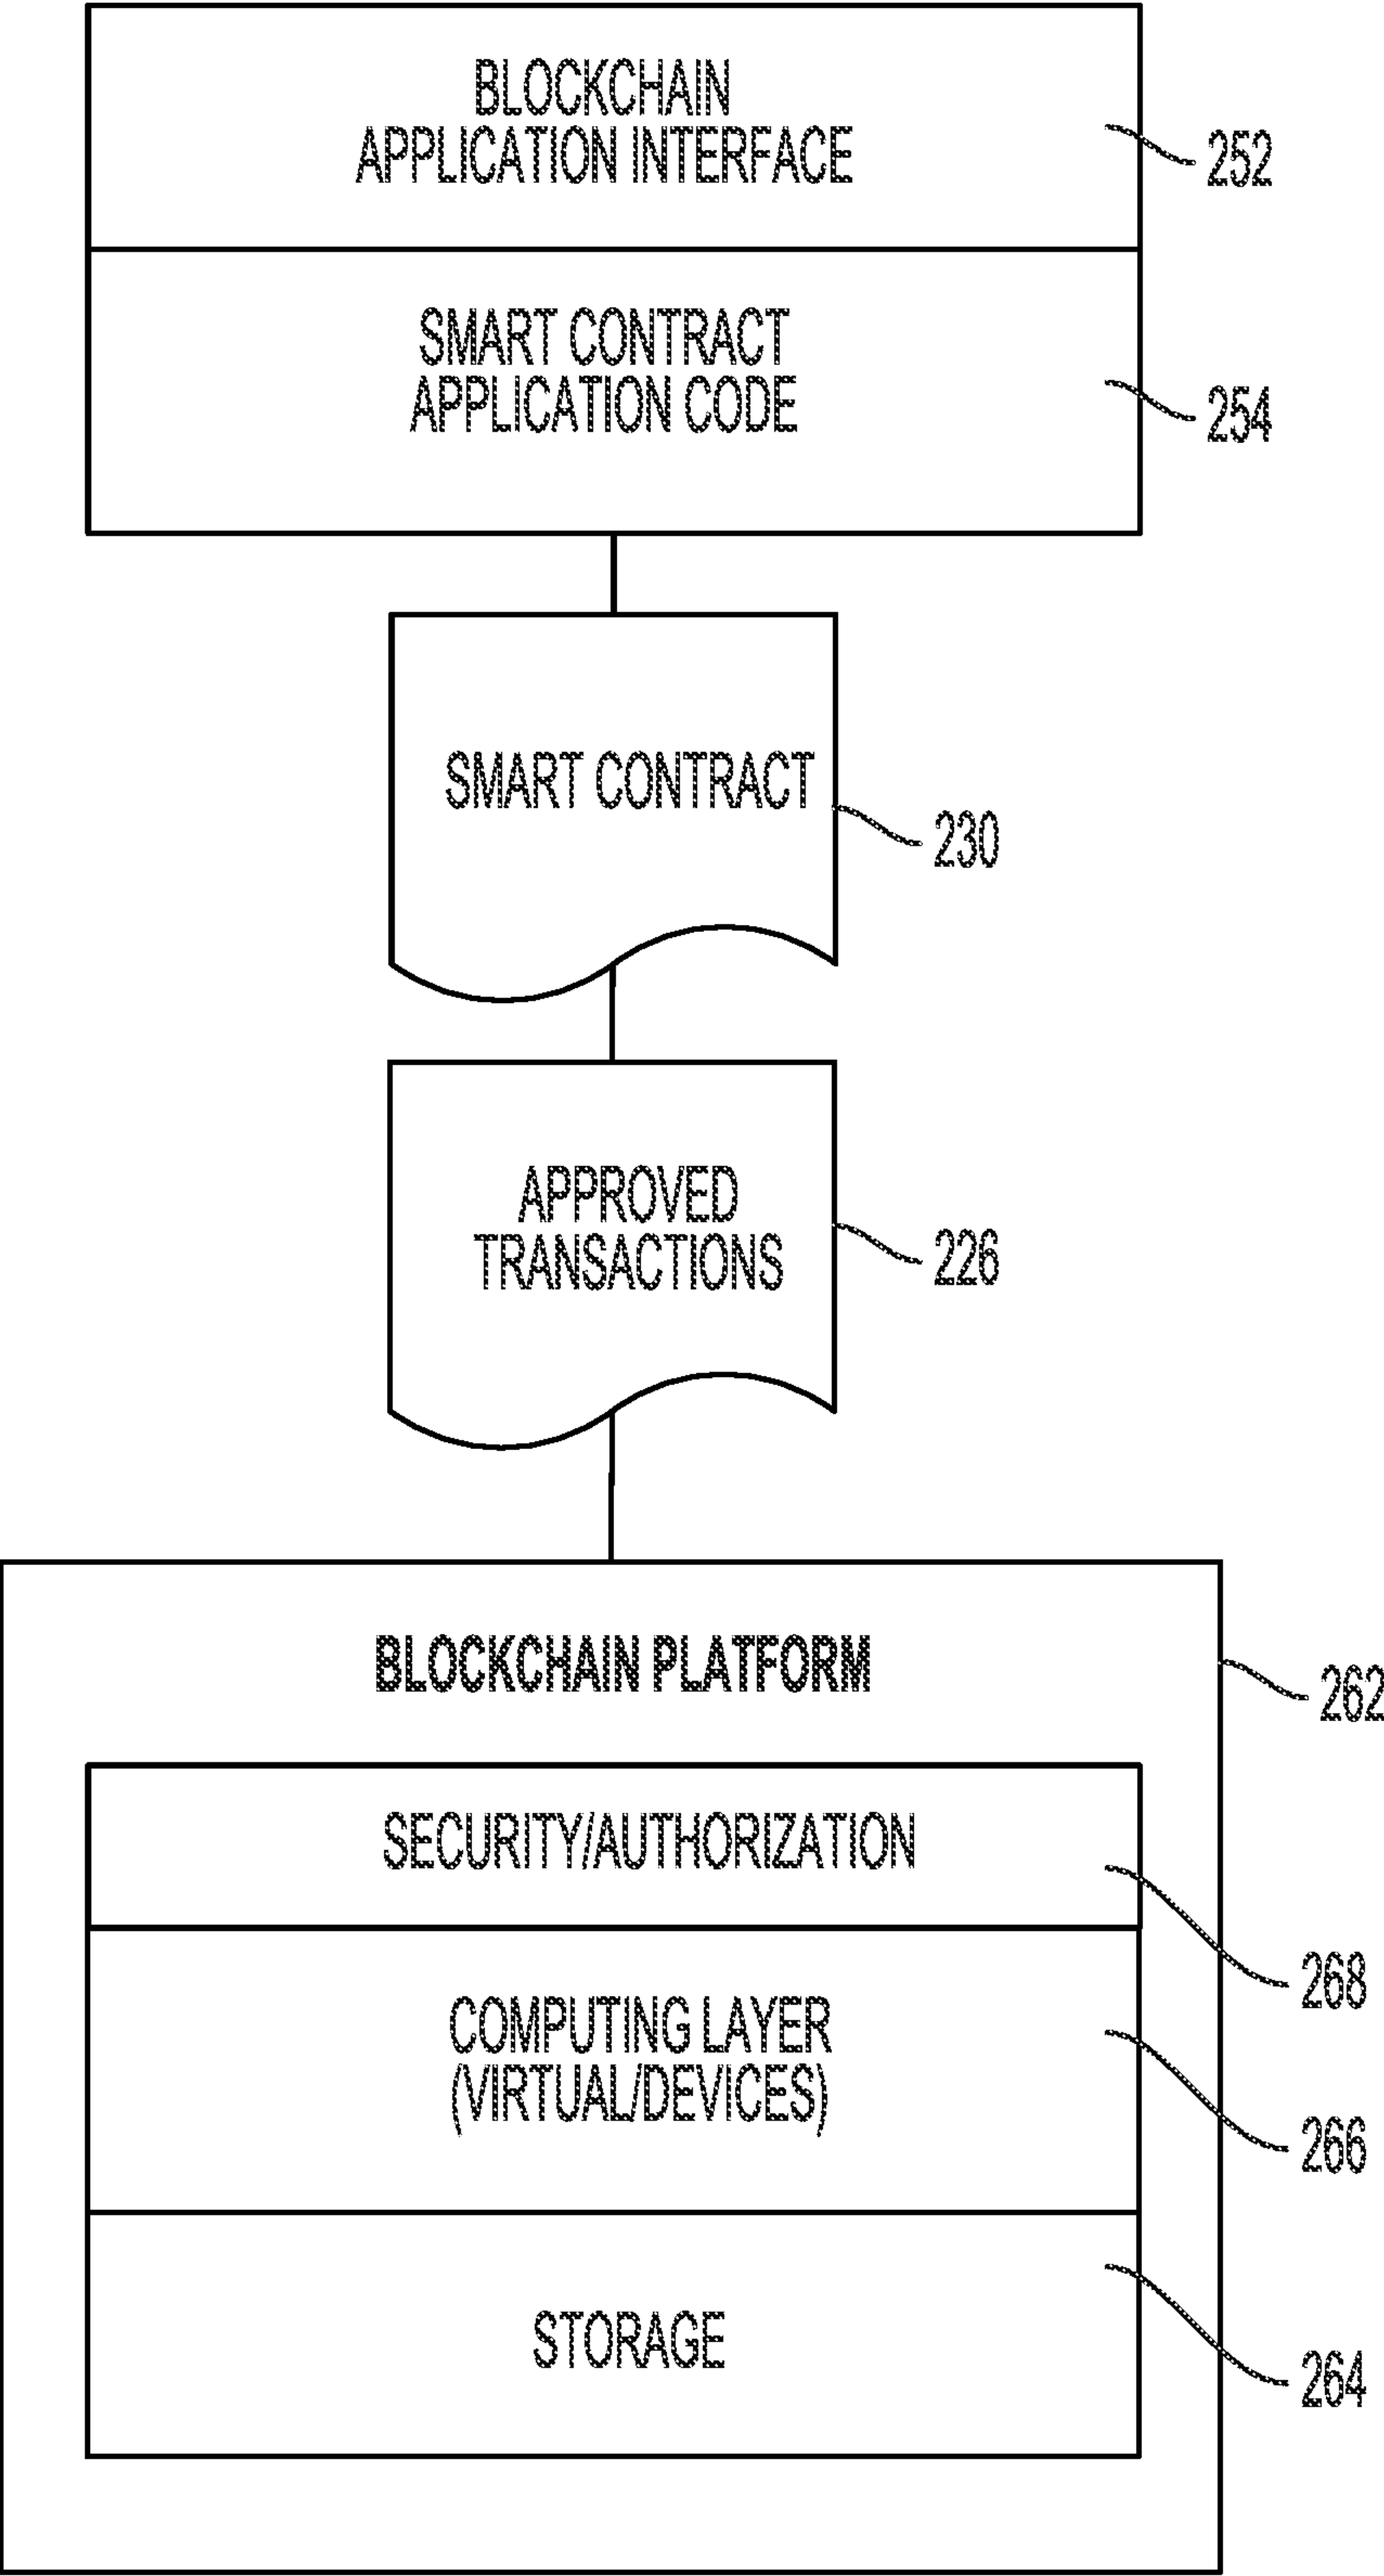 BLOCKCHAIN
APPLICATION INTERFACE
252
SMART CONTRACT
APPLICATION CODE
254
SMART CONTRACT
230
APPROVED
TRANSACTIONS
226
BLOCKCHAIN PLATFORM
262
SECURITY/AUTHORIZATION
268
COMPUTING LAYER
(VIRTUAL/DEVICES)
266
STORAGE
264